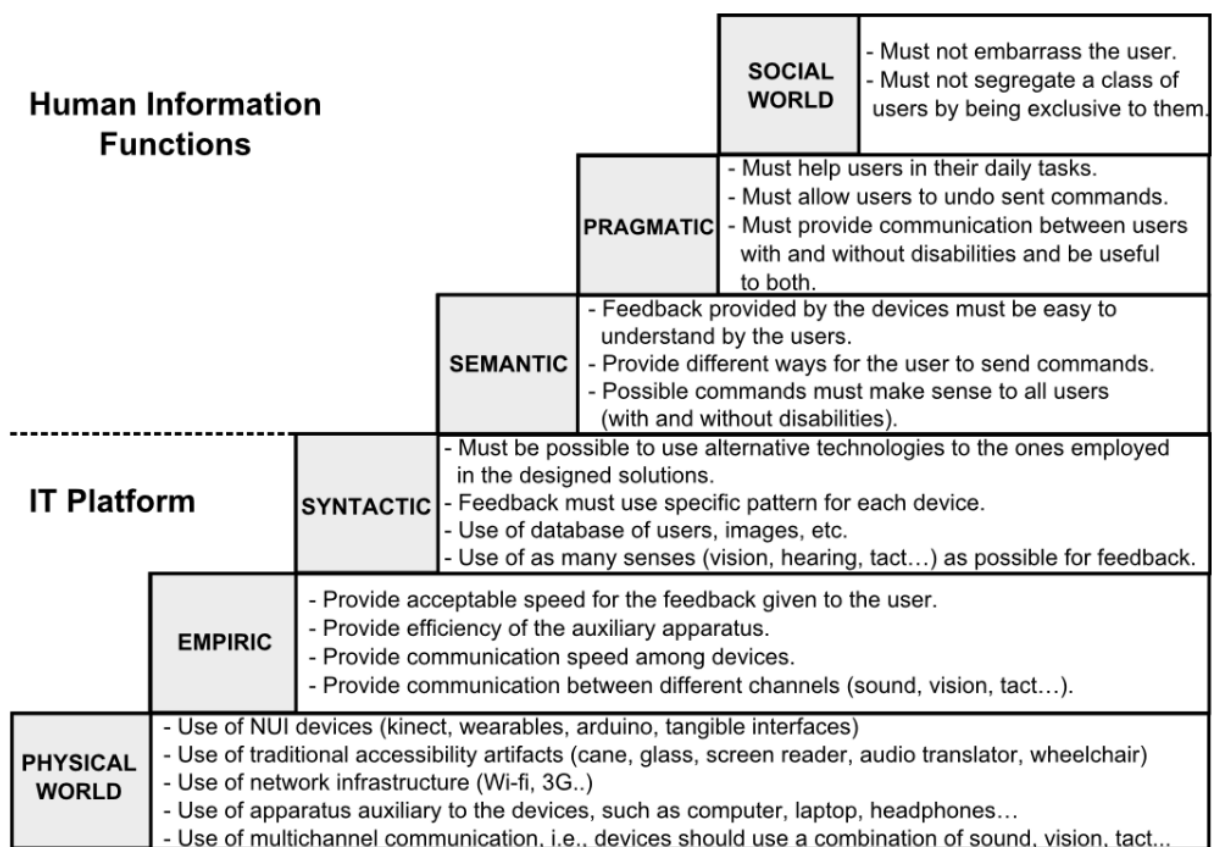 SOCIAL
WORLD
- Must not embarrass the user.
- Must not segregate a class of
users by being exclusive to them.
Human Information
Functions
PRAGMATIC
- Must help users in their daily tasks.
- Must allow users to undo sent commands.
- Must provide communication between users
with and without disabilities and be useful
to both.
SEMANTIC
- Feedback provided by the devices must be easy to
understand by the users.
- Provide different ways for the user to send commands.
- Possible commands must make sense to all users
(with and without disabilities).
IT Platform
SYNTACTIC
- Must be possible to use alternative technologies to the ones employed
in the designed solutions.
- Feedback must use specific pattern for each device.
- Use of database of users, images, etc.
- Use of as many senses (vision, hearing, tact...) as possible for feedback.
EMPIRIC
- Provide acceptable speed for the feedback given to the user.
- Provide efficiency of the auxiliary apparatus.
- Provide communication speed among devices.
- Provide communication between different channels (sound, vision, tact...).
PHYSICAL
WORLD
- Use of NUI devices (kinect, wearables, arduino, tangible interfaces)
- Use of traditional accessibility artifacts (cane, glass, screen reader, audio translator, wheelchair)
- Use of network infrastructure (Wi-fi, 3G..)
- Use of apparatus auxiliary to the devices, such as computer, laptop, headphones...
- Use of multichannel communication, i.e., devices should use a combination of sound, vision, tact...